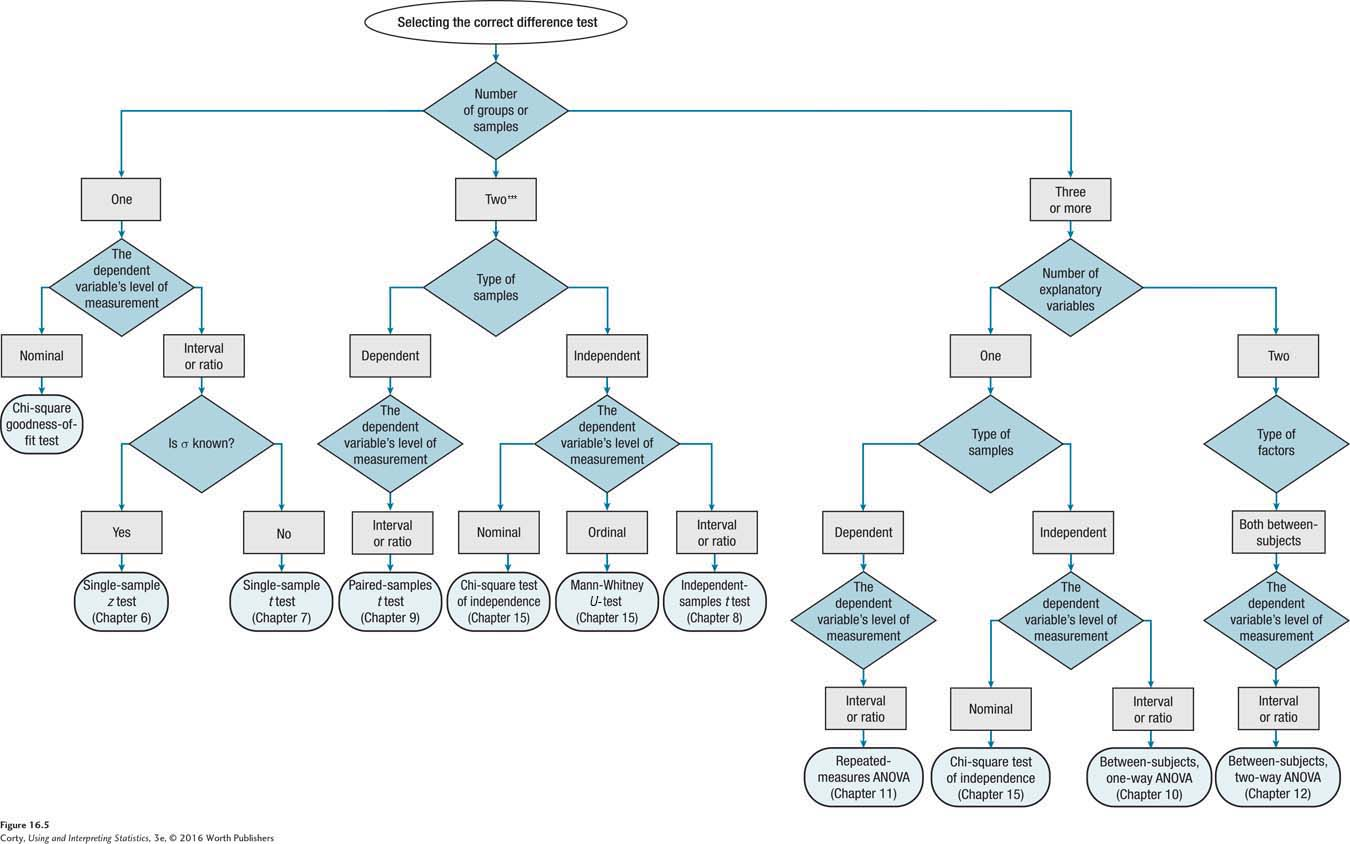 Selecting the correct difference test
Number
of groups or
samples
One
Two***
Three
or more
The
dependent
variable's level of
measurement
Type of
samples
Number of
explanatory
variables
Nominal
Interval
or ratio
Dependent
Independent
One
Two
Chi-square
goodness-of-
fit test
Is σ known?
The
dependent
variable's level of
measurement
The
dependent
variable's level of
measurement
Type of
samples
Type of
factors
Yes
No
Interval
or ratio
Nominal
Ordinal
Interval
or ratio
Dependent
Independent
Both between-
subjects
Single-sample
z test
(Chapter 6)
Single-sample
t test
(Chapter 7)
Paired-samples
t test
(Chapter 9)
Chi-square test
of independence
(Chapter 15)
Mann-Whitney
U-test
(Chapter 15)
Independent-
samples t test
(Chapter 8)
The
dependent
variable's level of
measurement
The
dependent
variable's level of
measurement
The
dependent
variable's level of
measurement
Interval
or ratio
Nominal
Interval
or ratio
Interval
or ratio
Repeated-
measures ANOVA
(Chapter 11)
Chi-square test
of independence
(Chapter 15)
Between-subjects,
one-way ANOVA
(Chapter 10)
Between-subjects,
two-way ANOVA
(Chapter 12)
Figure 16.5
Corty, Using and Interpreting Statistics, 3e, © 2016 Worth Publishers